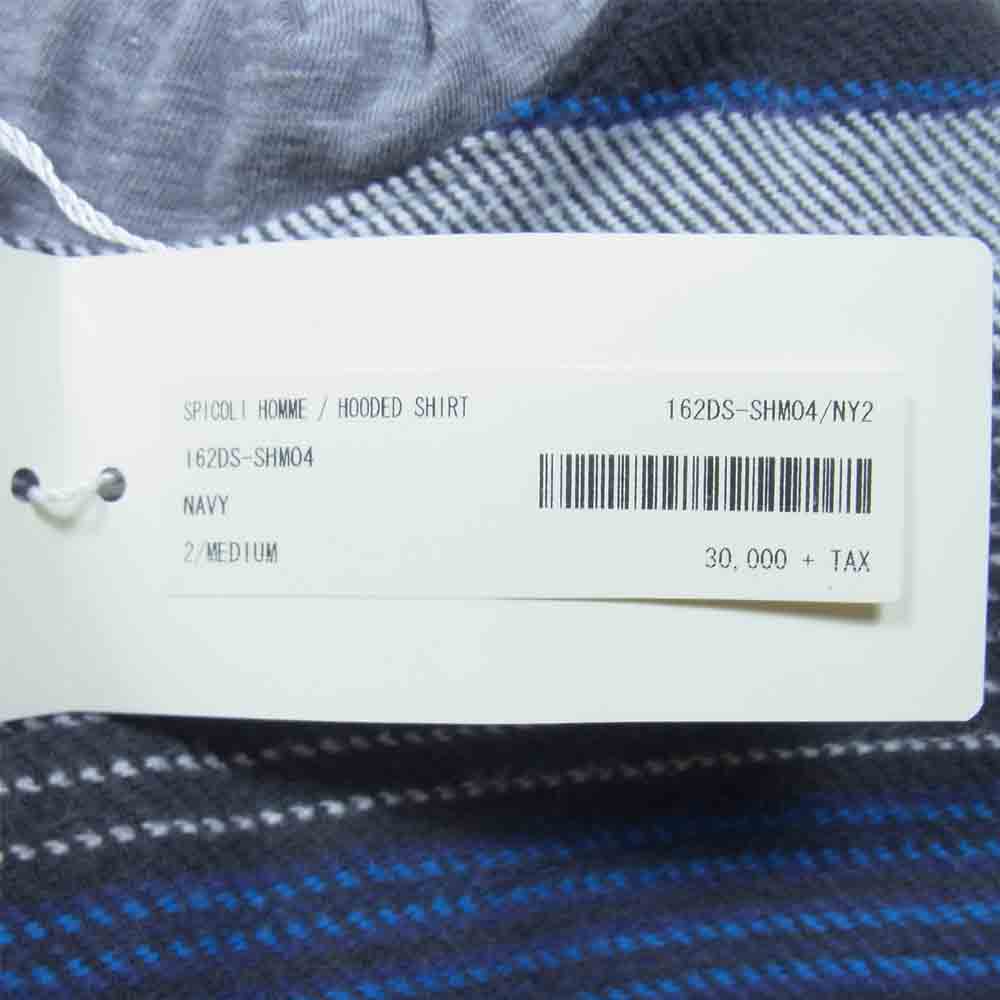 SPICOLI HOMME / HOODED SHIRT
162DS-SHM04/NY2
162DS-SHM04
NAVY
2/MEDIUM
30,000 + TAX